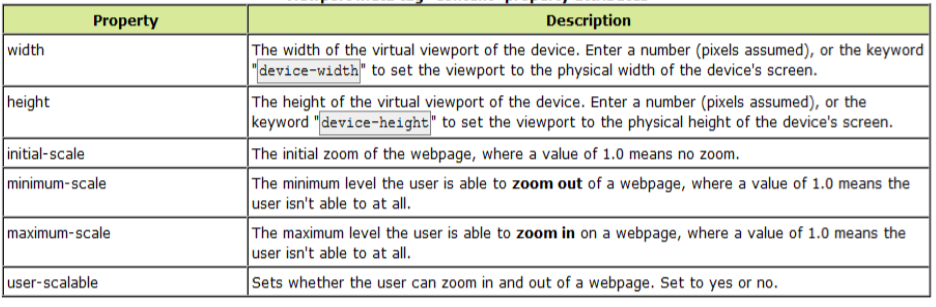 Property Description
width The width of the virtual viewport of the device. Enter a number (pixels assumed), or the keyword
"device-width" to set the viewport to the physical width of the device's screen.
height The height of the virtual viewport of the device. Enter a number (pixels assumed), or the
keyword "device-height" to set the viewport to the physical height of the device's screen.
initial-scale The initial zoom of the webpage, where a value of 1.0 means no zoom.
minimum-scale The minimum level the user is able to zoom out of a webpage, where a value of 1.0 means the
user isn't able to at all.
maximum-scale The maximum level the user is able to zoom in on a webpage, where a value of 1.0 means the
user isn't able to at all.
user-scalable Sets whether the user can zoom in and out of a webpage. Set to yes or no.